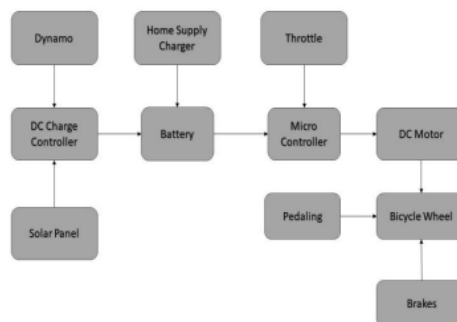 Dynamo
Home Supply
Charger
Throttle
DC Charge
Controller
Battery
Micro
Controller
DC Motor
Solar Panel
Pedaling
Bicycle Wheel
Brakes